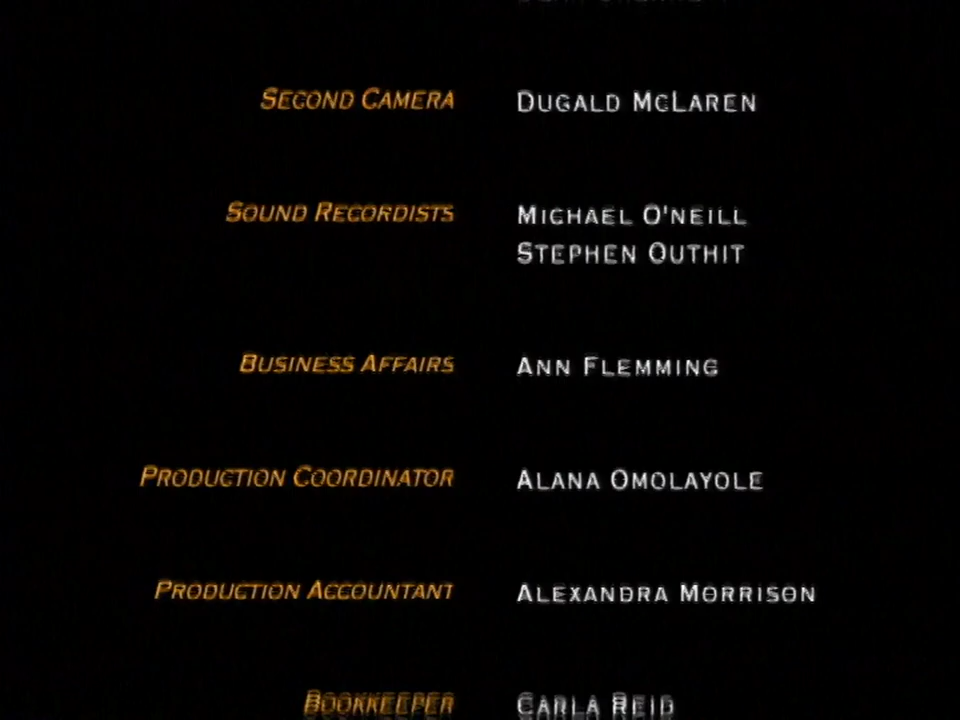 Second Camera Dugald McLaren
Sound Recordists Michael O'Neill
Stephen Outhit
Business Affairs Ann Flemming
Production Coordinator Alana Omolayole
Production Accountant Alexandra Morrison
Bookkeeper Carla Reid